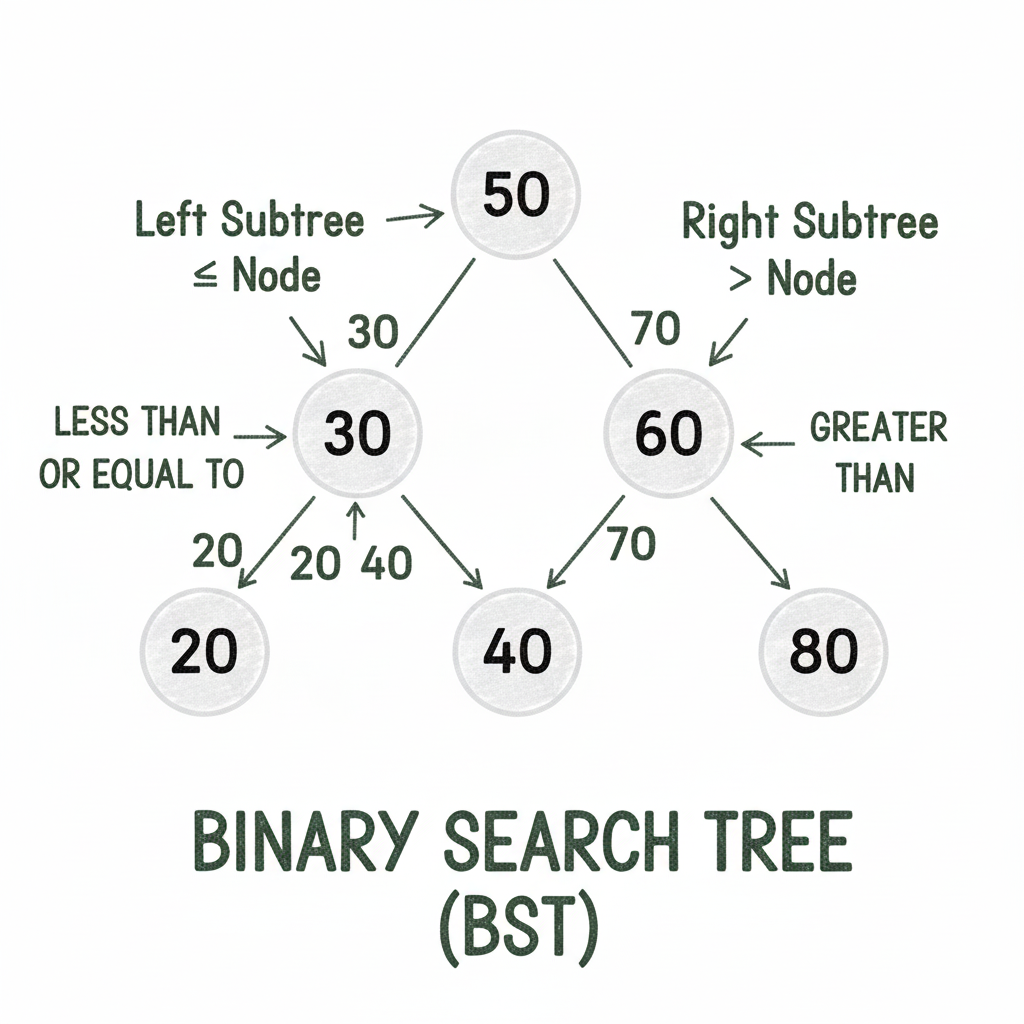 50
Left Subtree
≤ Node
Right Subtree
> Node
30
70
LESS THAN
OR EQUAL TO
30
60
GREATER
THAN
20
20 40
70
20
40
80
BINARY SEARCH TREE
(BST)